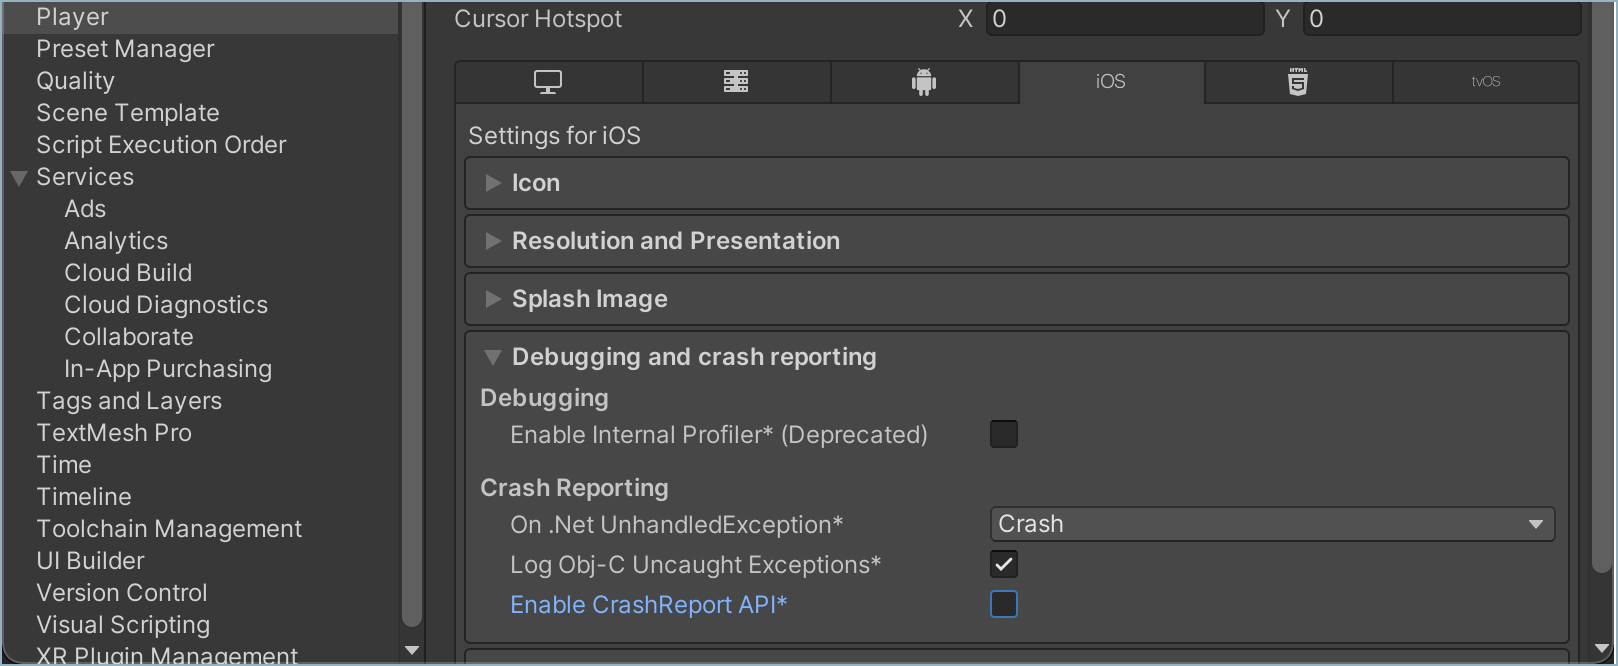 Player
Preset Manager
Quality
Scene Template
Script Execution Order
Services
Ads
Analytics
Cloud Build
Cloud Diagnostics
Collaborate
In-App Purchasing
Tags and Layers
TextMesh Pro
Time
Timeline
Toolchain Management
UI Builder
Version Control
Visual Scripting
XR Plugin Management
Cursor Hotspot X 0 Y 0
iOS HTML 5 tvOS
Settings for iOS
Icon
Resolution and Presentation
Splash Image
Debugging and crash reporting
Debugging
Enable Internal Profiler* (Deprecated)
Crash Reporting
On .Net UnhandledException* Crash
Log Obj-C Uncaught Exceptions*
Enable CrashReport API*